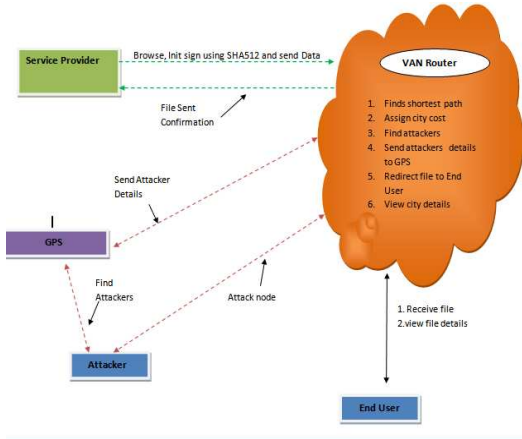 Service Provider
Browse, Init sign using SHA512 and send Data
VAN Router
File Sent
Confirmation
1. Finds shortest path
2. Assign city cost
3. Find attackers
4. Send attackers details
to GPS
5. Redirect file to End
User
6. View city details
Send Attacker
Details
GPS
Find
Attackers
Attack node
1. Receive file
2.view file details
Attacker
End User